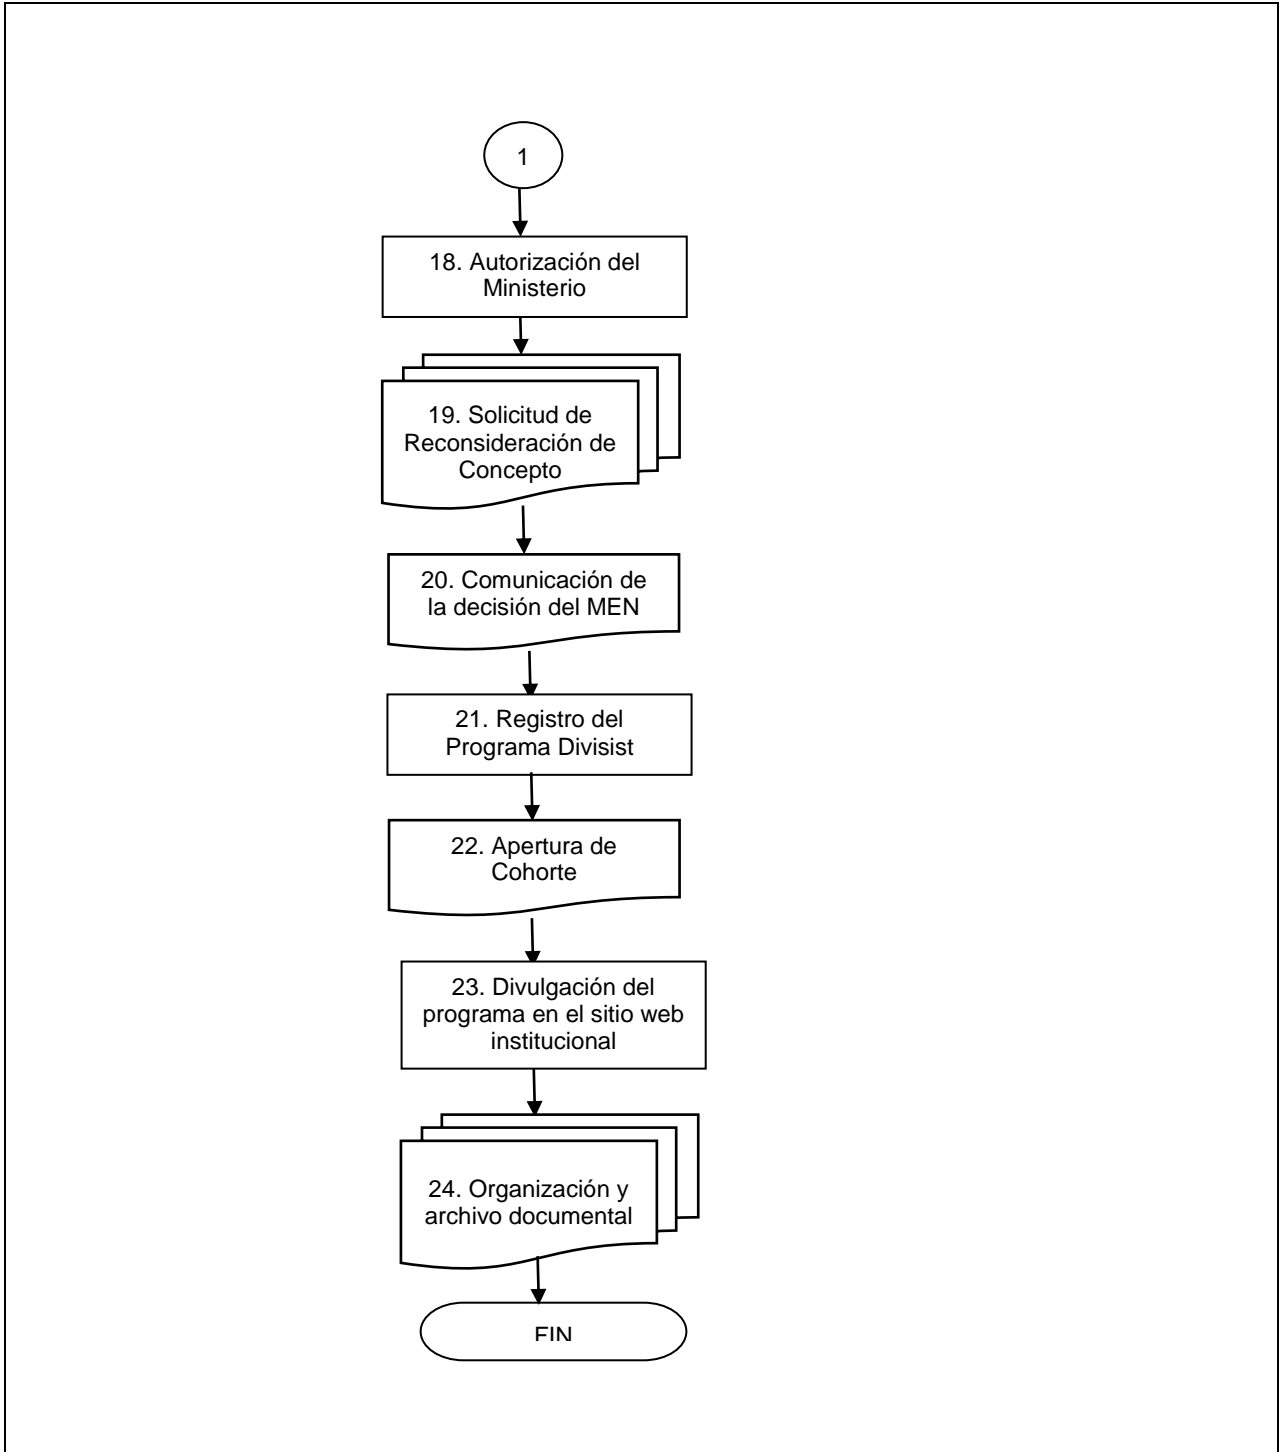 1
18. Autorización del
Ministerio
19. Solicitud de
Reconsideración de
Concepto
20. Comunicación de
la decisión del MEN
21. Registro del
Programa Divisist
22. Apertura de
Cohorte
23. Divulgación del
programa en el sitio web
institucional
24. Organización y
archivo documental
FIN